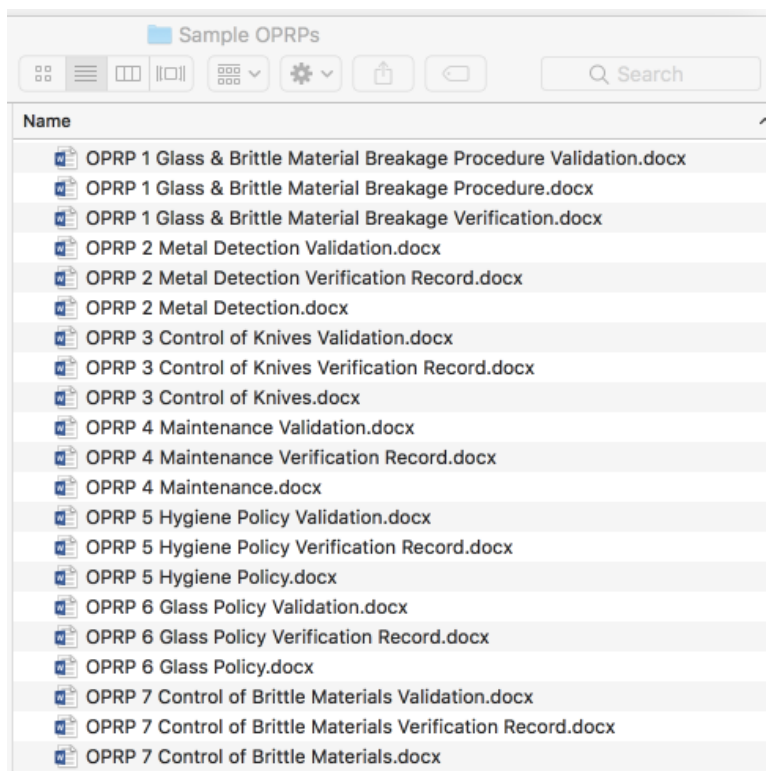 Sample OPRPs
Search
Name
OPRP 1 Glass & Brittle Material Breakage Procedure Validation.docx
OPRP 1 Glass & Brittle Material Breakage Procedure.docx
OPRP 1 Glass & Brittle Material Breakage Verification.docx
OPRP 2 Metal Detection Validation.docx
OPRP 2 Metal Detection Verification Record.docx
OPRP 2 Metal Detection.docx
OPRP 3 Control of Knives Validation.docx
OPRP 3 Control of Knives Verification Record.docx
OPRP 3 Control of Knives.docx
OPRP 4 Maintenance Validation.docx
OPRP 4 Maintenance Verification Record.docx
OPRP 4 Maintenance.docx
OPRP 5 Hygiene Policy Validation.docx
OPRP 5 Hygiene Policy Verification Record.docx
OPRP 5 Hygiene Policy.docx
OPRP 6 Glass Policy Validation.docx
OPRP 6 Glass Policy Verification Record.docx
OPRP 6 Glass Policy.docx
OPRP 7 Control of Brittle Materials Validation.docx
OPRP 7 Control of Brittle Materials Verification Record.docx
OPRP 7 Control of Brittle Materials.docx